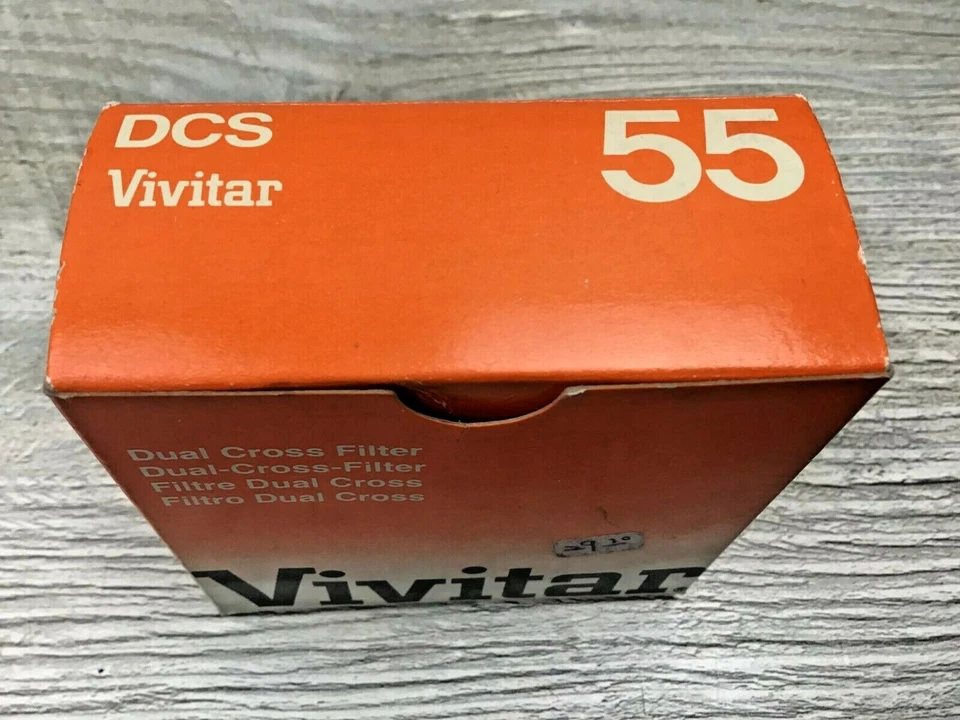 DCS
55
Vivitar
Dual Cross Filter
Dual-Cross-Filter
Filtre Dual Cross
Filtro Dual Cross
Vivitar